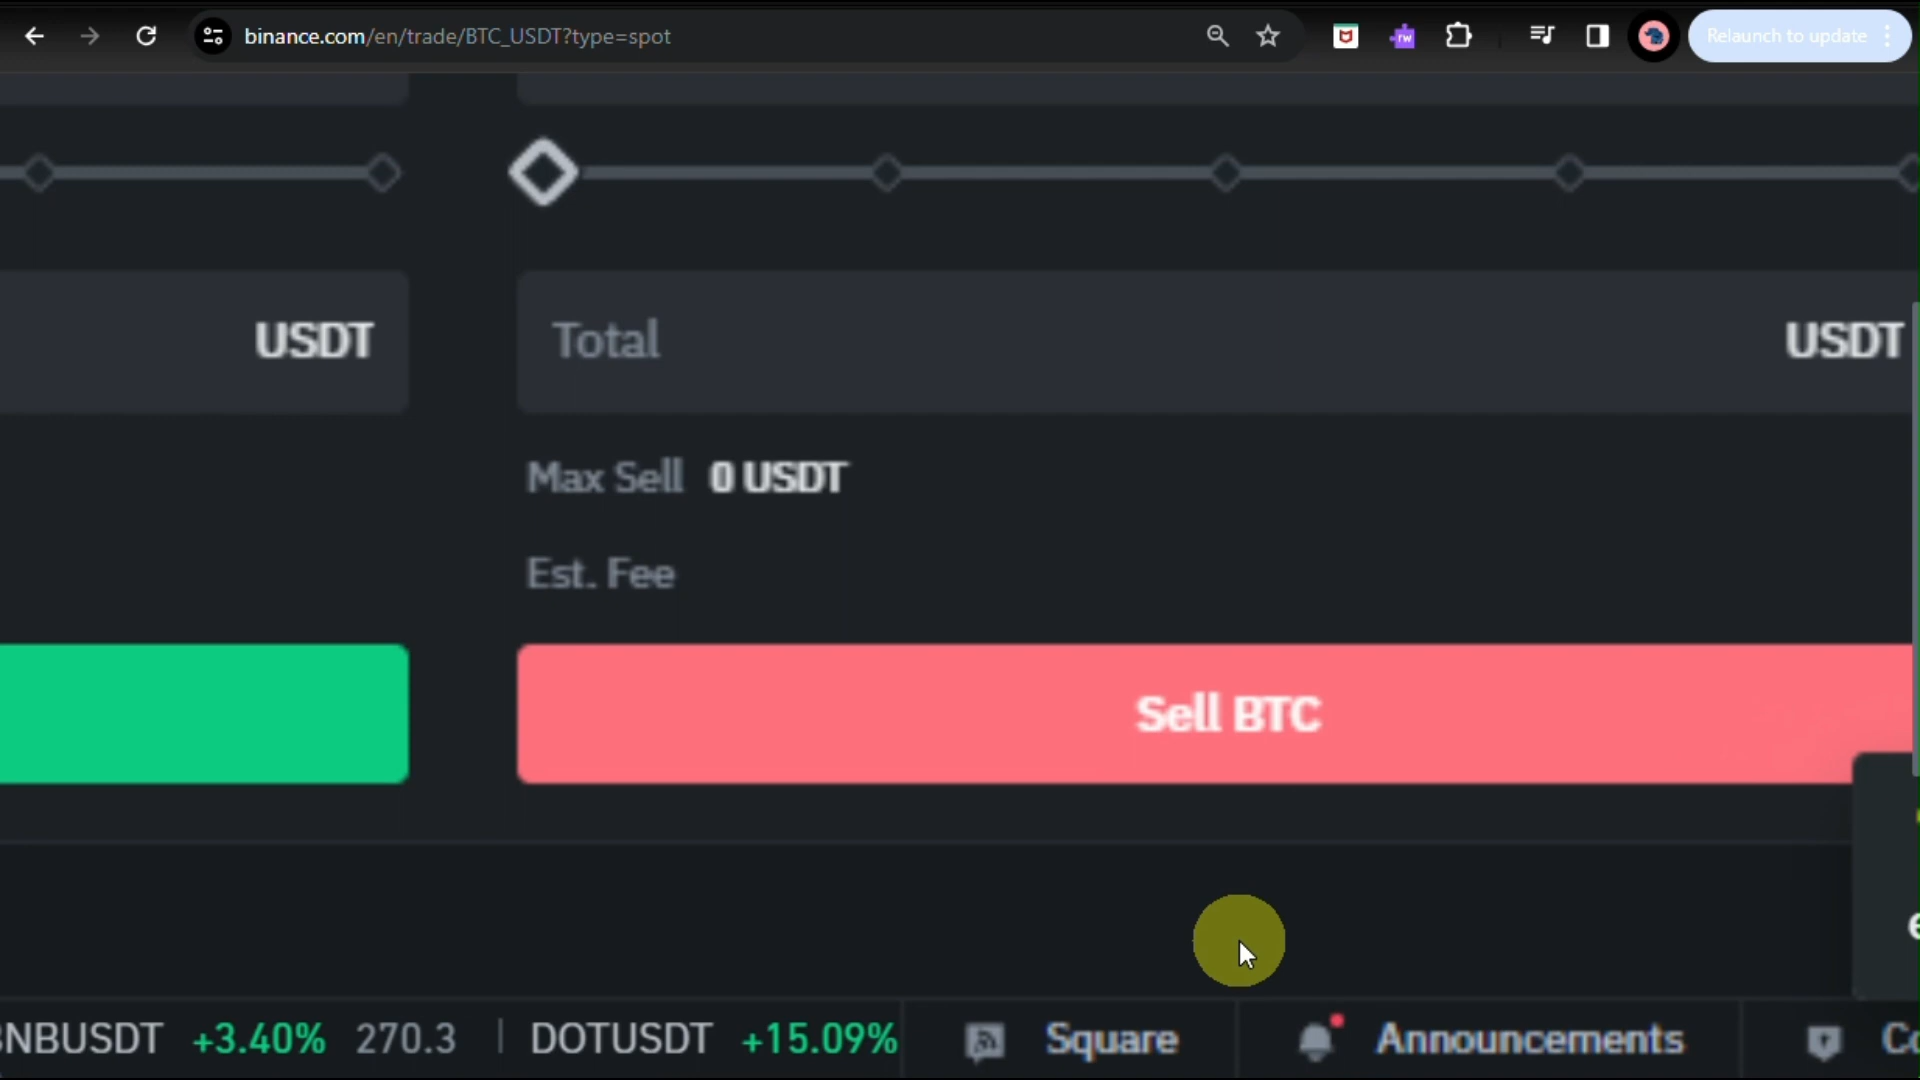 binance.com/en/trade/BTC_USDT?type=spot
rw
Relaunch to update
USDT
Total
USDT
Max Sell 0 USDT
Est. Fee
Sell BTC
NBUSDT +3.40% 270.3
DOTUSDT +15.09%
Square
Announcements